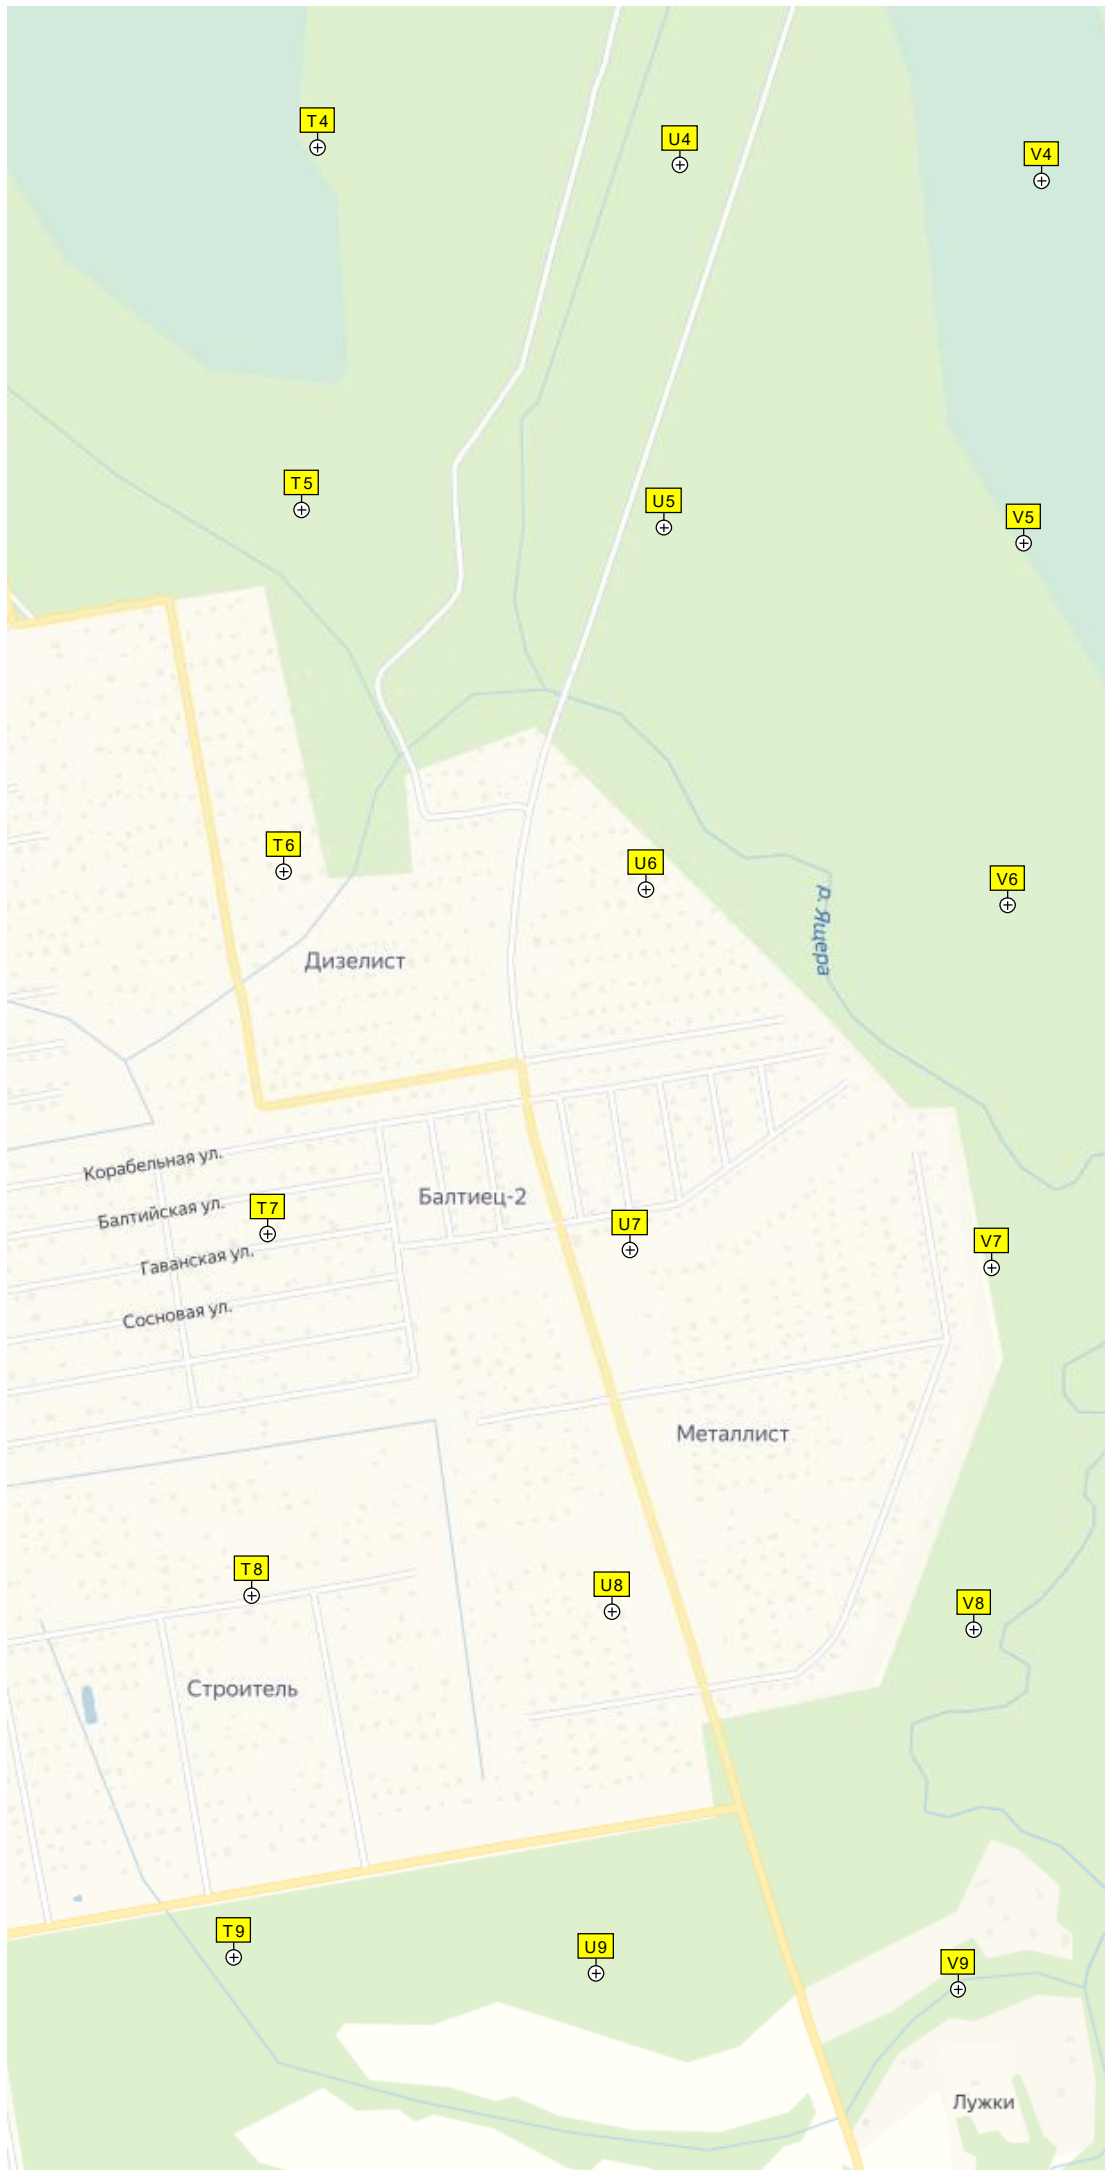 T4
U4
V4
T5
U5
V5
T6
U6
V6
р. Ящера
Дизелист
Корабельная ул.
Балтийская ул.
Балтиец-2
T7
U7
V7
Гаванская ул.
Сосновая ул.
Металлист
T8
U8
V8
Строитель
T9
U9
V9
Лужки